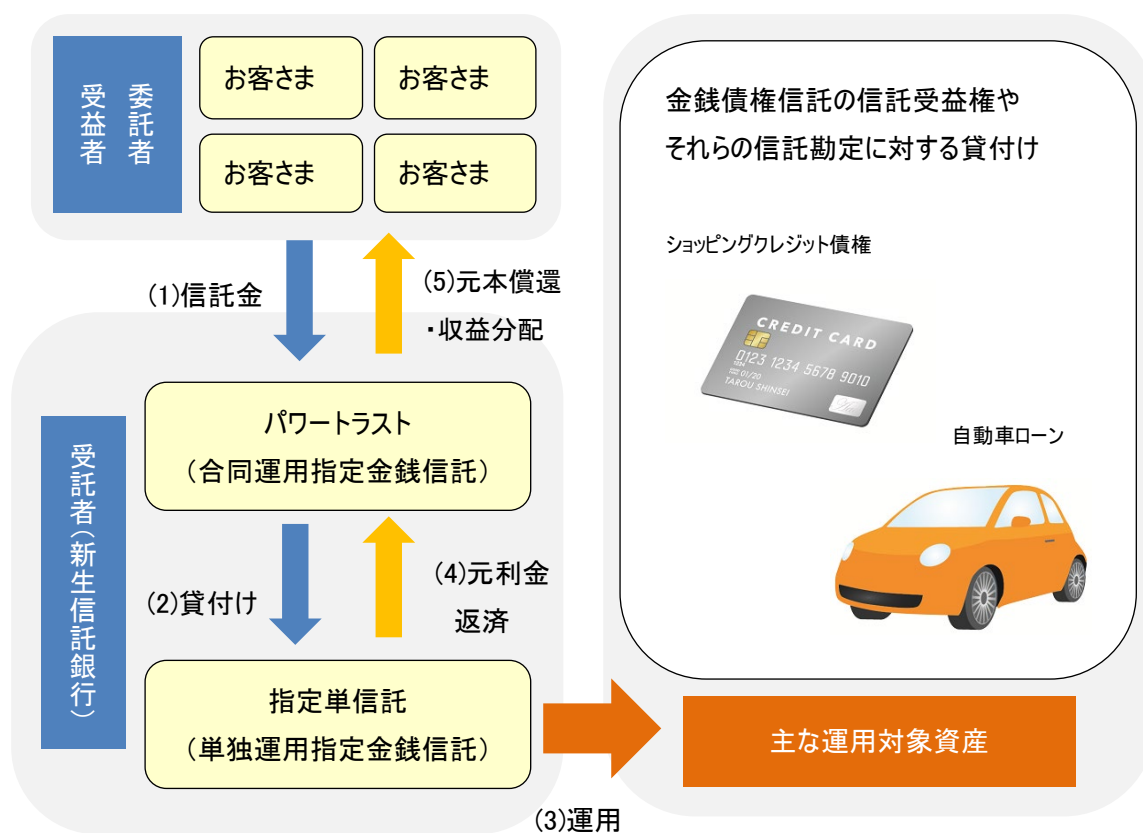 委託者
受益者
お客さま
お客さま
お客さま
お客さま
(1)信託金
(5)元本償還
・収益分配
受託者(新生信託銀行)
パワートラスト
(合同運用指定金銭信託)
(2)貸付け
(4)元利金
返済
指定単信託
(単独運用指定金銭信託)
(3)運用
金銭債権信託の信託受益権や
それらの信託勘定に対する貸付け
ショッピングクレジット債権
CREDIT CARD
0123 1234 5678 9010
1234
01/20
TAROU SHINSEI
自動車ローン
主な運用対象資産